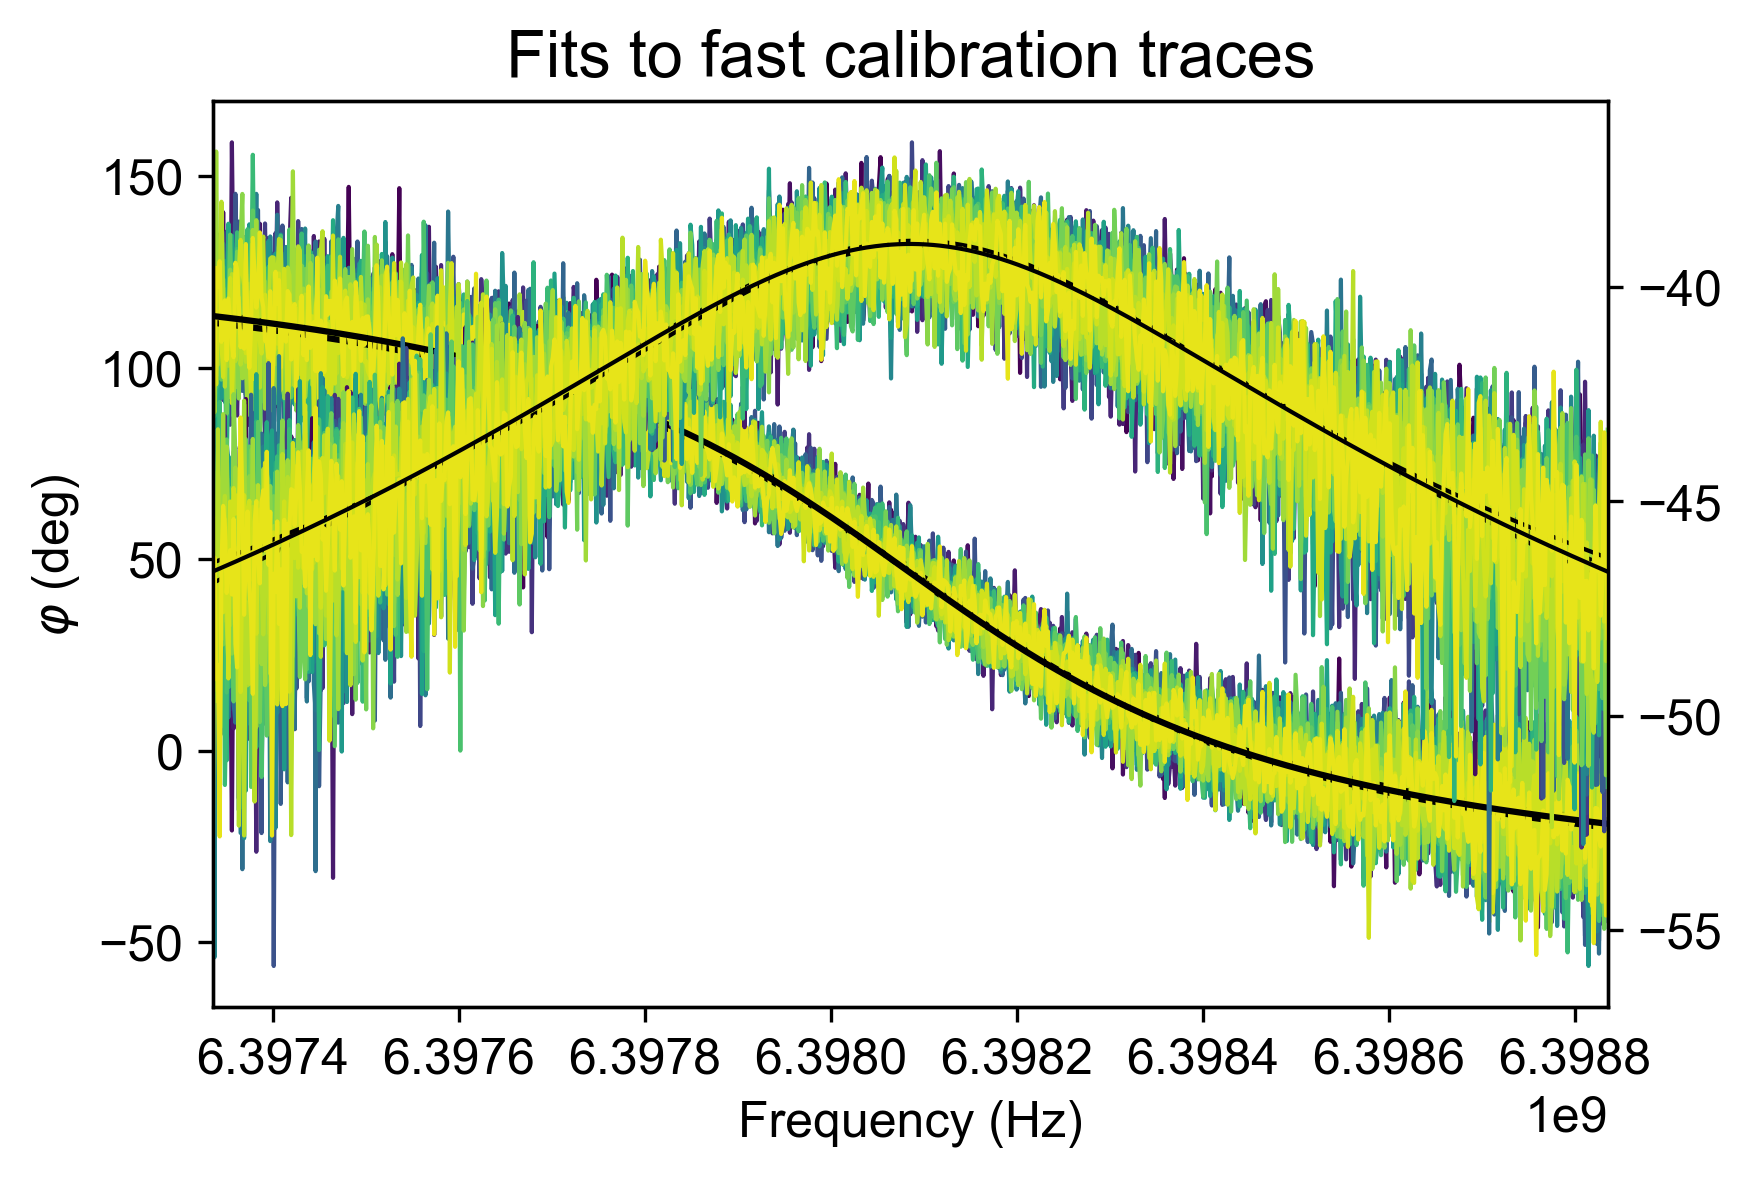 Fits to fast calibration traces
150
100
50
0
−50
φ (deg)
−40
−45
−50
−55
6.3974 6.3976 6.3978 6.3980 6.3982 6.3984 6.3986 6.3988
1e9
Frequency (Hz)